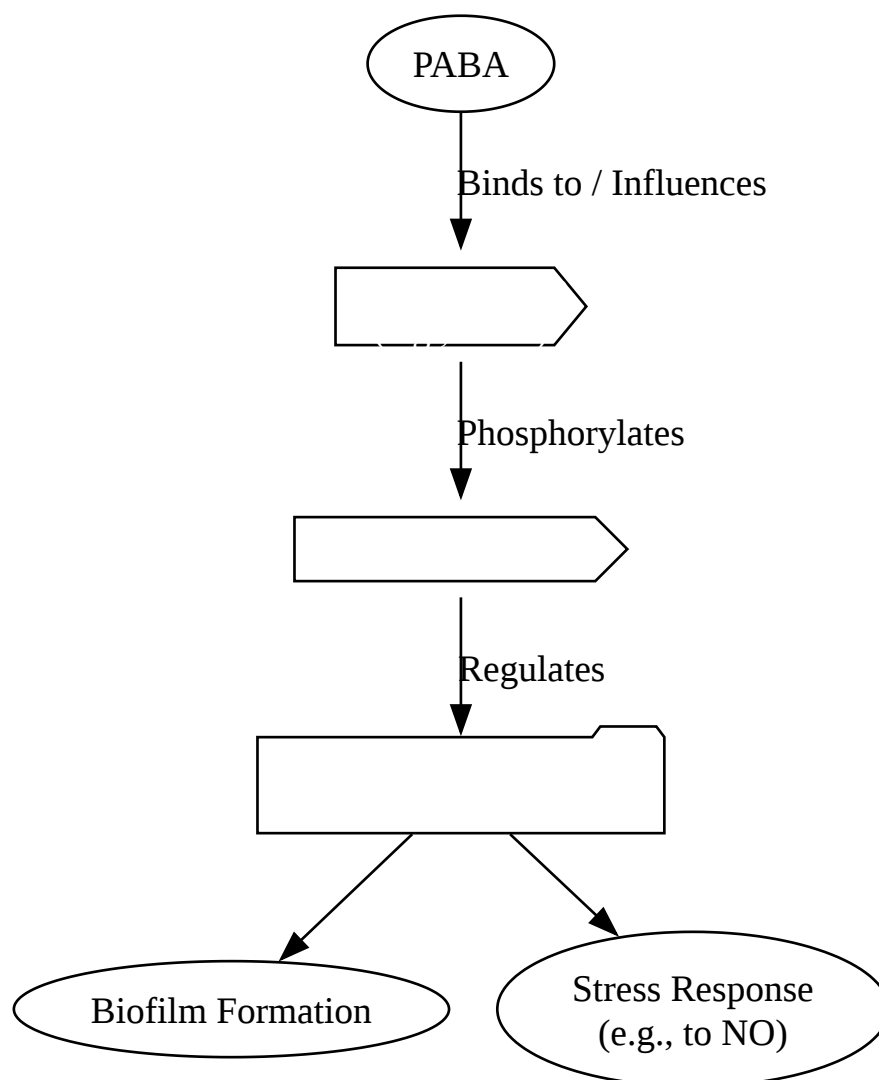 PABA
Binds to / Influences
Phosphorylates
Regulates
Biofilm Formation
Stress Response
(e.g., to NO)